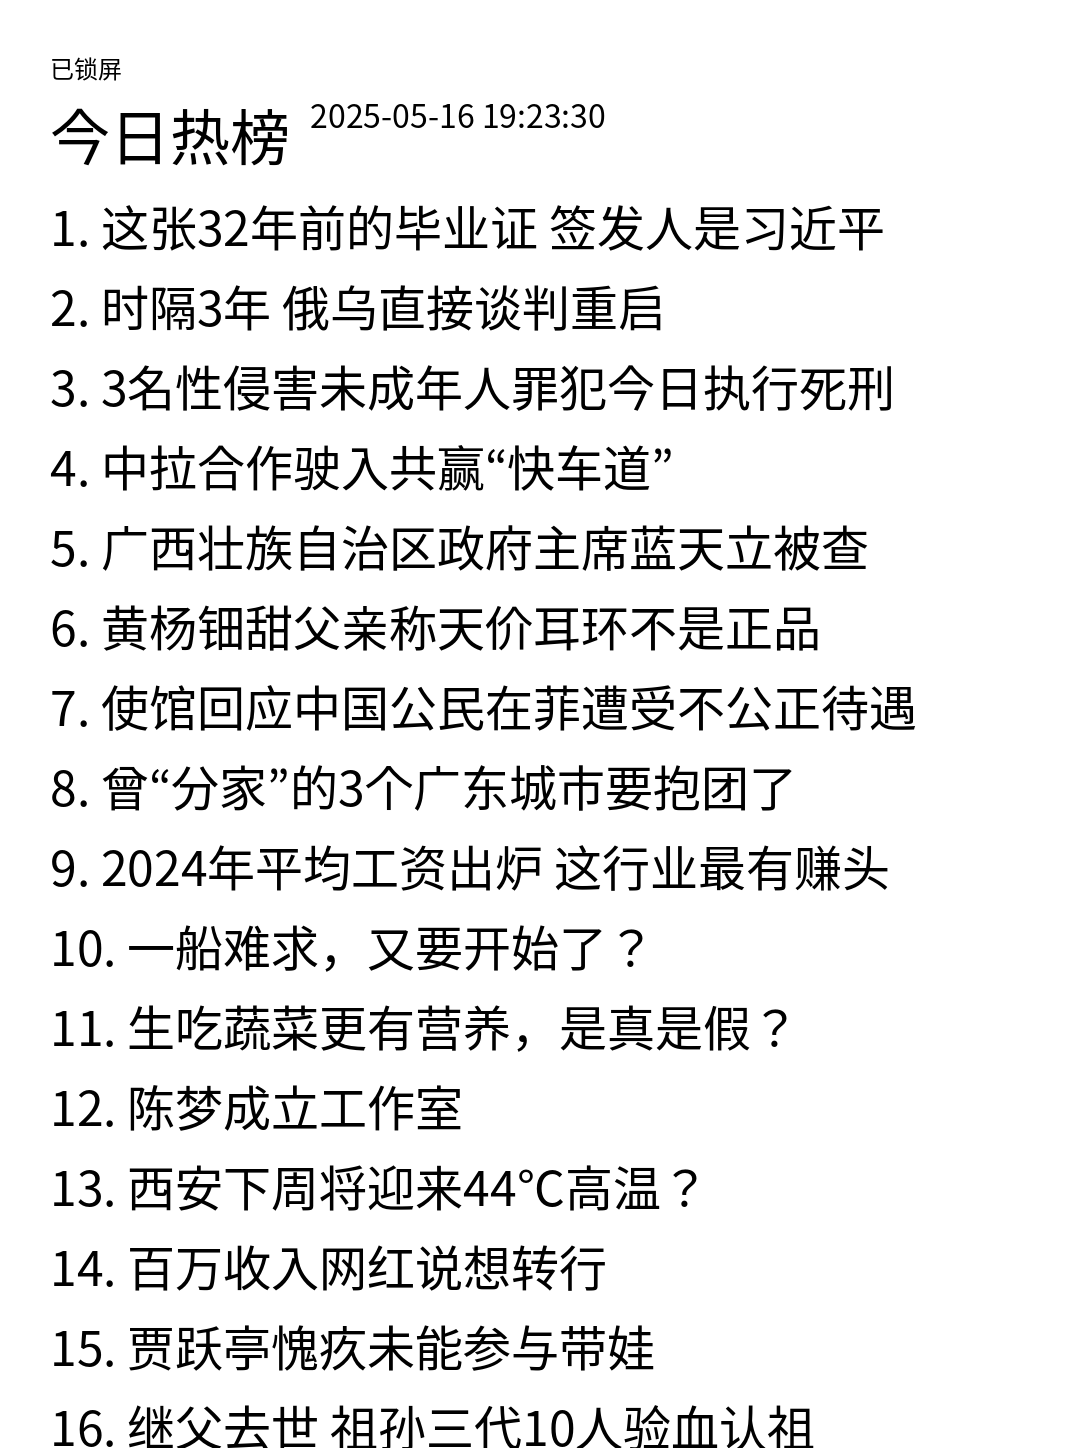 已锁屏
今日热榜 2025-05-16 19:23:30
1. 这张32年前的毕业证 签发人是习近平
2. 时隔3年 俄乌直接谈判重启
3. 3名性侵害未成年人罪犯今日执行死刑
4. 中拉合作驶入共赢“快车道”
5. 广西壮族自治区政府主席蓝天立被查
6. 黄杨钿甜父亲称天价耳环不是正品
7. 使馆回应中国公民在菲遭受不公正待遇
8. 曾“分家”的3个广东城市要抱团了
9. 2024年平均工资出炉 这行业最有赚头
10. 一船难求，又要开始了？
11. 生吃蔬菜更有营养，是真是假？
12. 陈梦成立工作室
13. 西安下周将迎来44℃高温？
14. 百万收入网红说想转行
15. 贾跃亭愧疚未能参与带娃
16. 继父去世 祖孙三代10人验血认祖